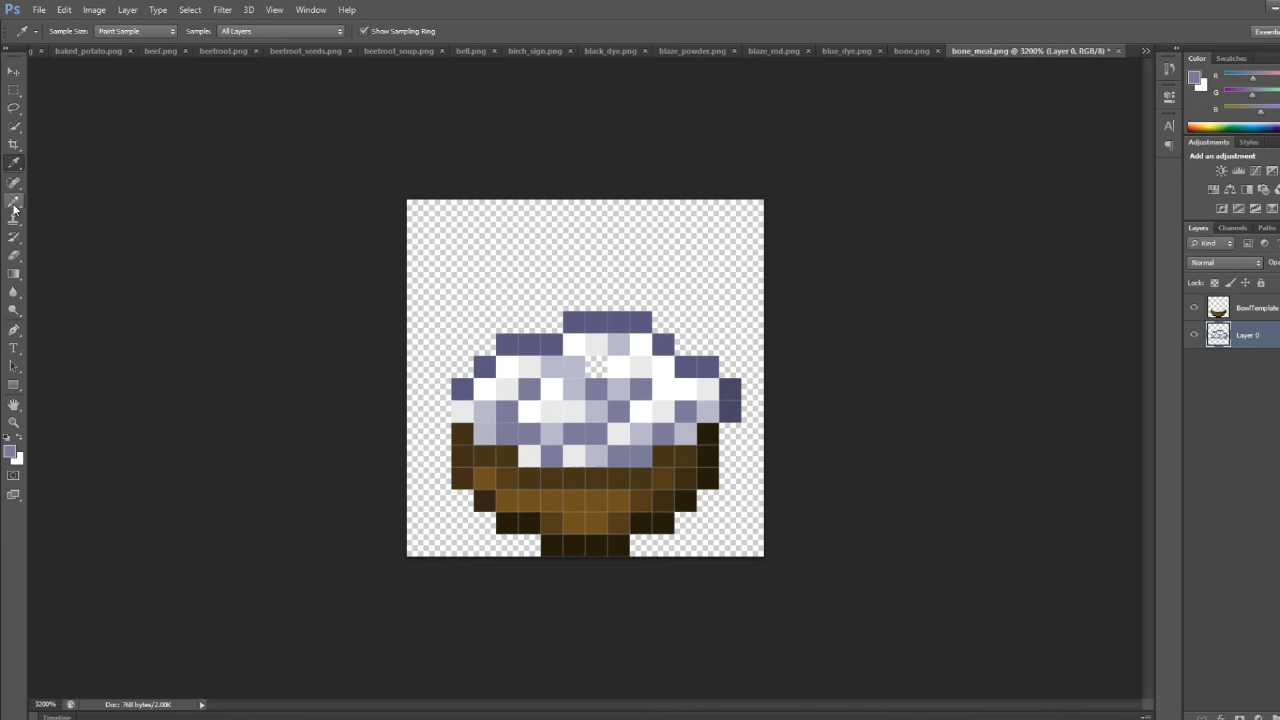 Ps File Edit Image Layer Type Select Filter 3D View Window Help
Sample Size: Point Sample Sample: All Layers Show Sampling Ring Essentia
baked_potato.png × beef.png × beetroot.png × beetroot_seeds.png × beetroot_soup.png × bell.png × birch_sign.png × black_dye.png × blaze_powder.png × blaze_rod.png × blue_dye.png × bone.png × bone_meal.png @ 3200% (Layer 0, RGB/8) * ×
Color Swatches
R
G
B
Adjustments Styles
Add an adjustment
Layers Channels Paths
Kind
Normal Opa
Lock:
BowlTemplate
Layer 0
3200% Doc: 768 bytes/2.00K
Timeline